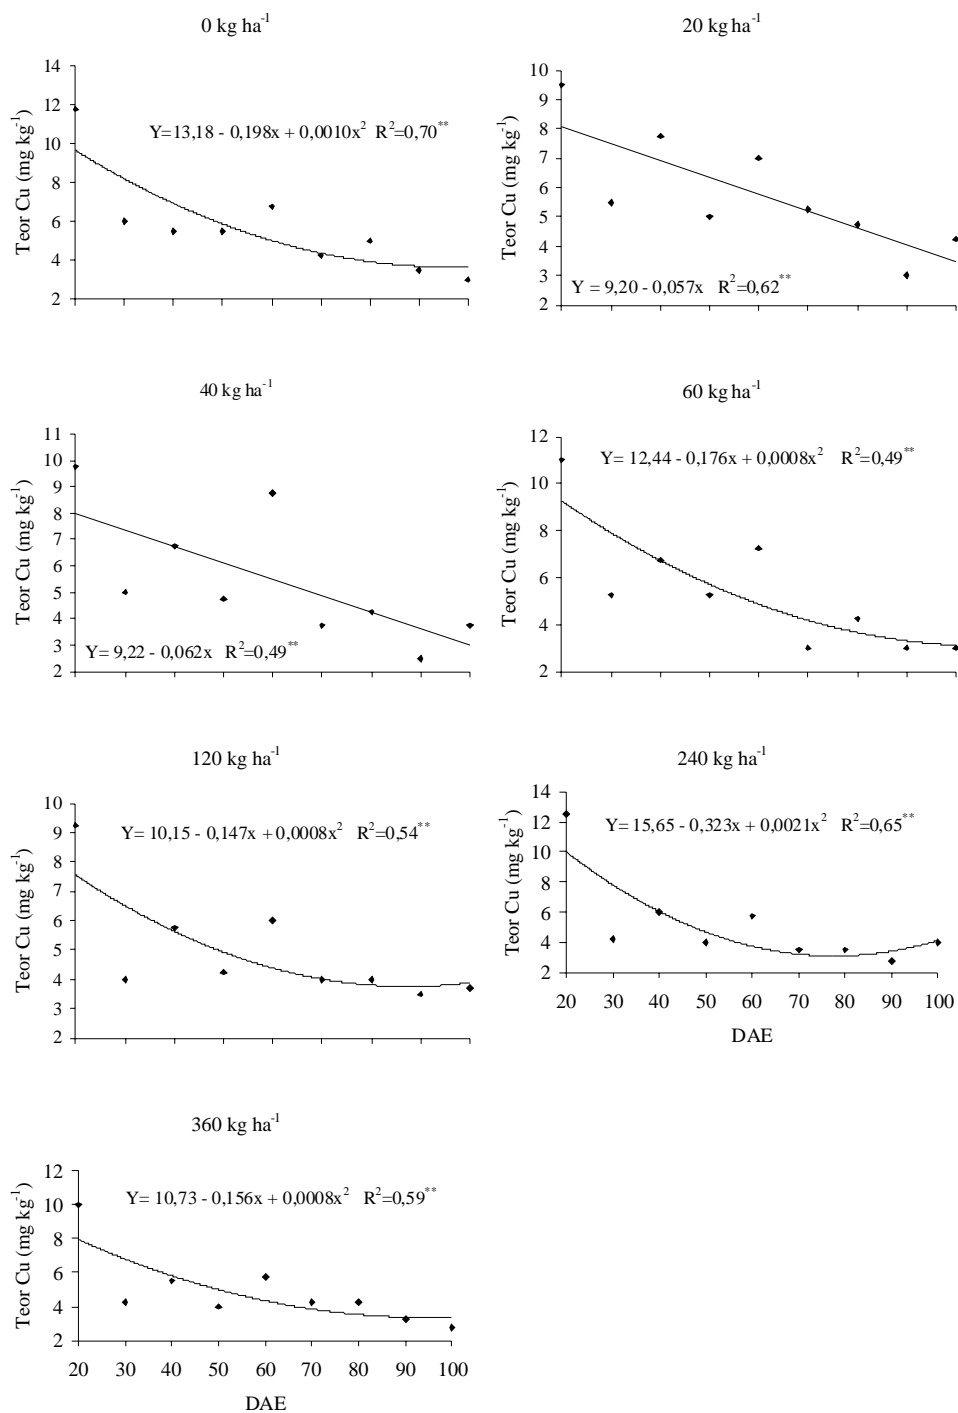 0 kg ha⁻¹
Teor Cu (mg kg⁻¹)
14
12
10
8
6
4
2
Y=13,18 - 0,198x + 0,0010x² R²=0,70**
20 kg ha⁻¹
Teor Cu (mg kg⁻¹)
10
9
8
7
6
5
4
3
2
Y = 9,20 - 0,057x R²=0,62**
40 kg ha⁻¹
Teor Cu (mg kg⁻¹)
11
10
9
8
7
6
5
4
3
2
Y= 9,22 - 0,062x R²=0,49**
60 kg ha⁻¹
Teor Cu (mg kg⁻¹)
12
10
8
6
4
2
Y= 12,44 - 0,176x + 0,0008x² R²=0,49**
120 kg ha⁻¹
Teor Cu (mg kg⁻¹)
10
9
8
7
6
5
4
3
2
Y= 10,15 - 0,147x + 0,0008x² R²=0,54**
240 kg ha⁻¹
Teor Cu (mg kg⁻¹)
14
12
10
8
6
4
2
Y= 15,65 - 0,323x + 0,0021x² R²=0,65**
20 30 40 50 60 70 80 90 100
DAE
360 kg ha⁻¹
Teor Cu (mg kg⁻¹)
12
10
8
6
4
2
Y= 10,73 - 0,156x + 0,0008x² R²=0,59**
20 30 40 50 60 70 80 90 100
DAE